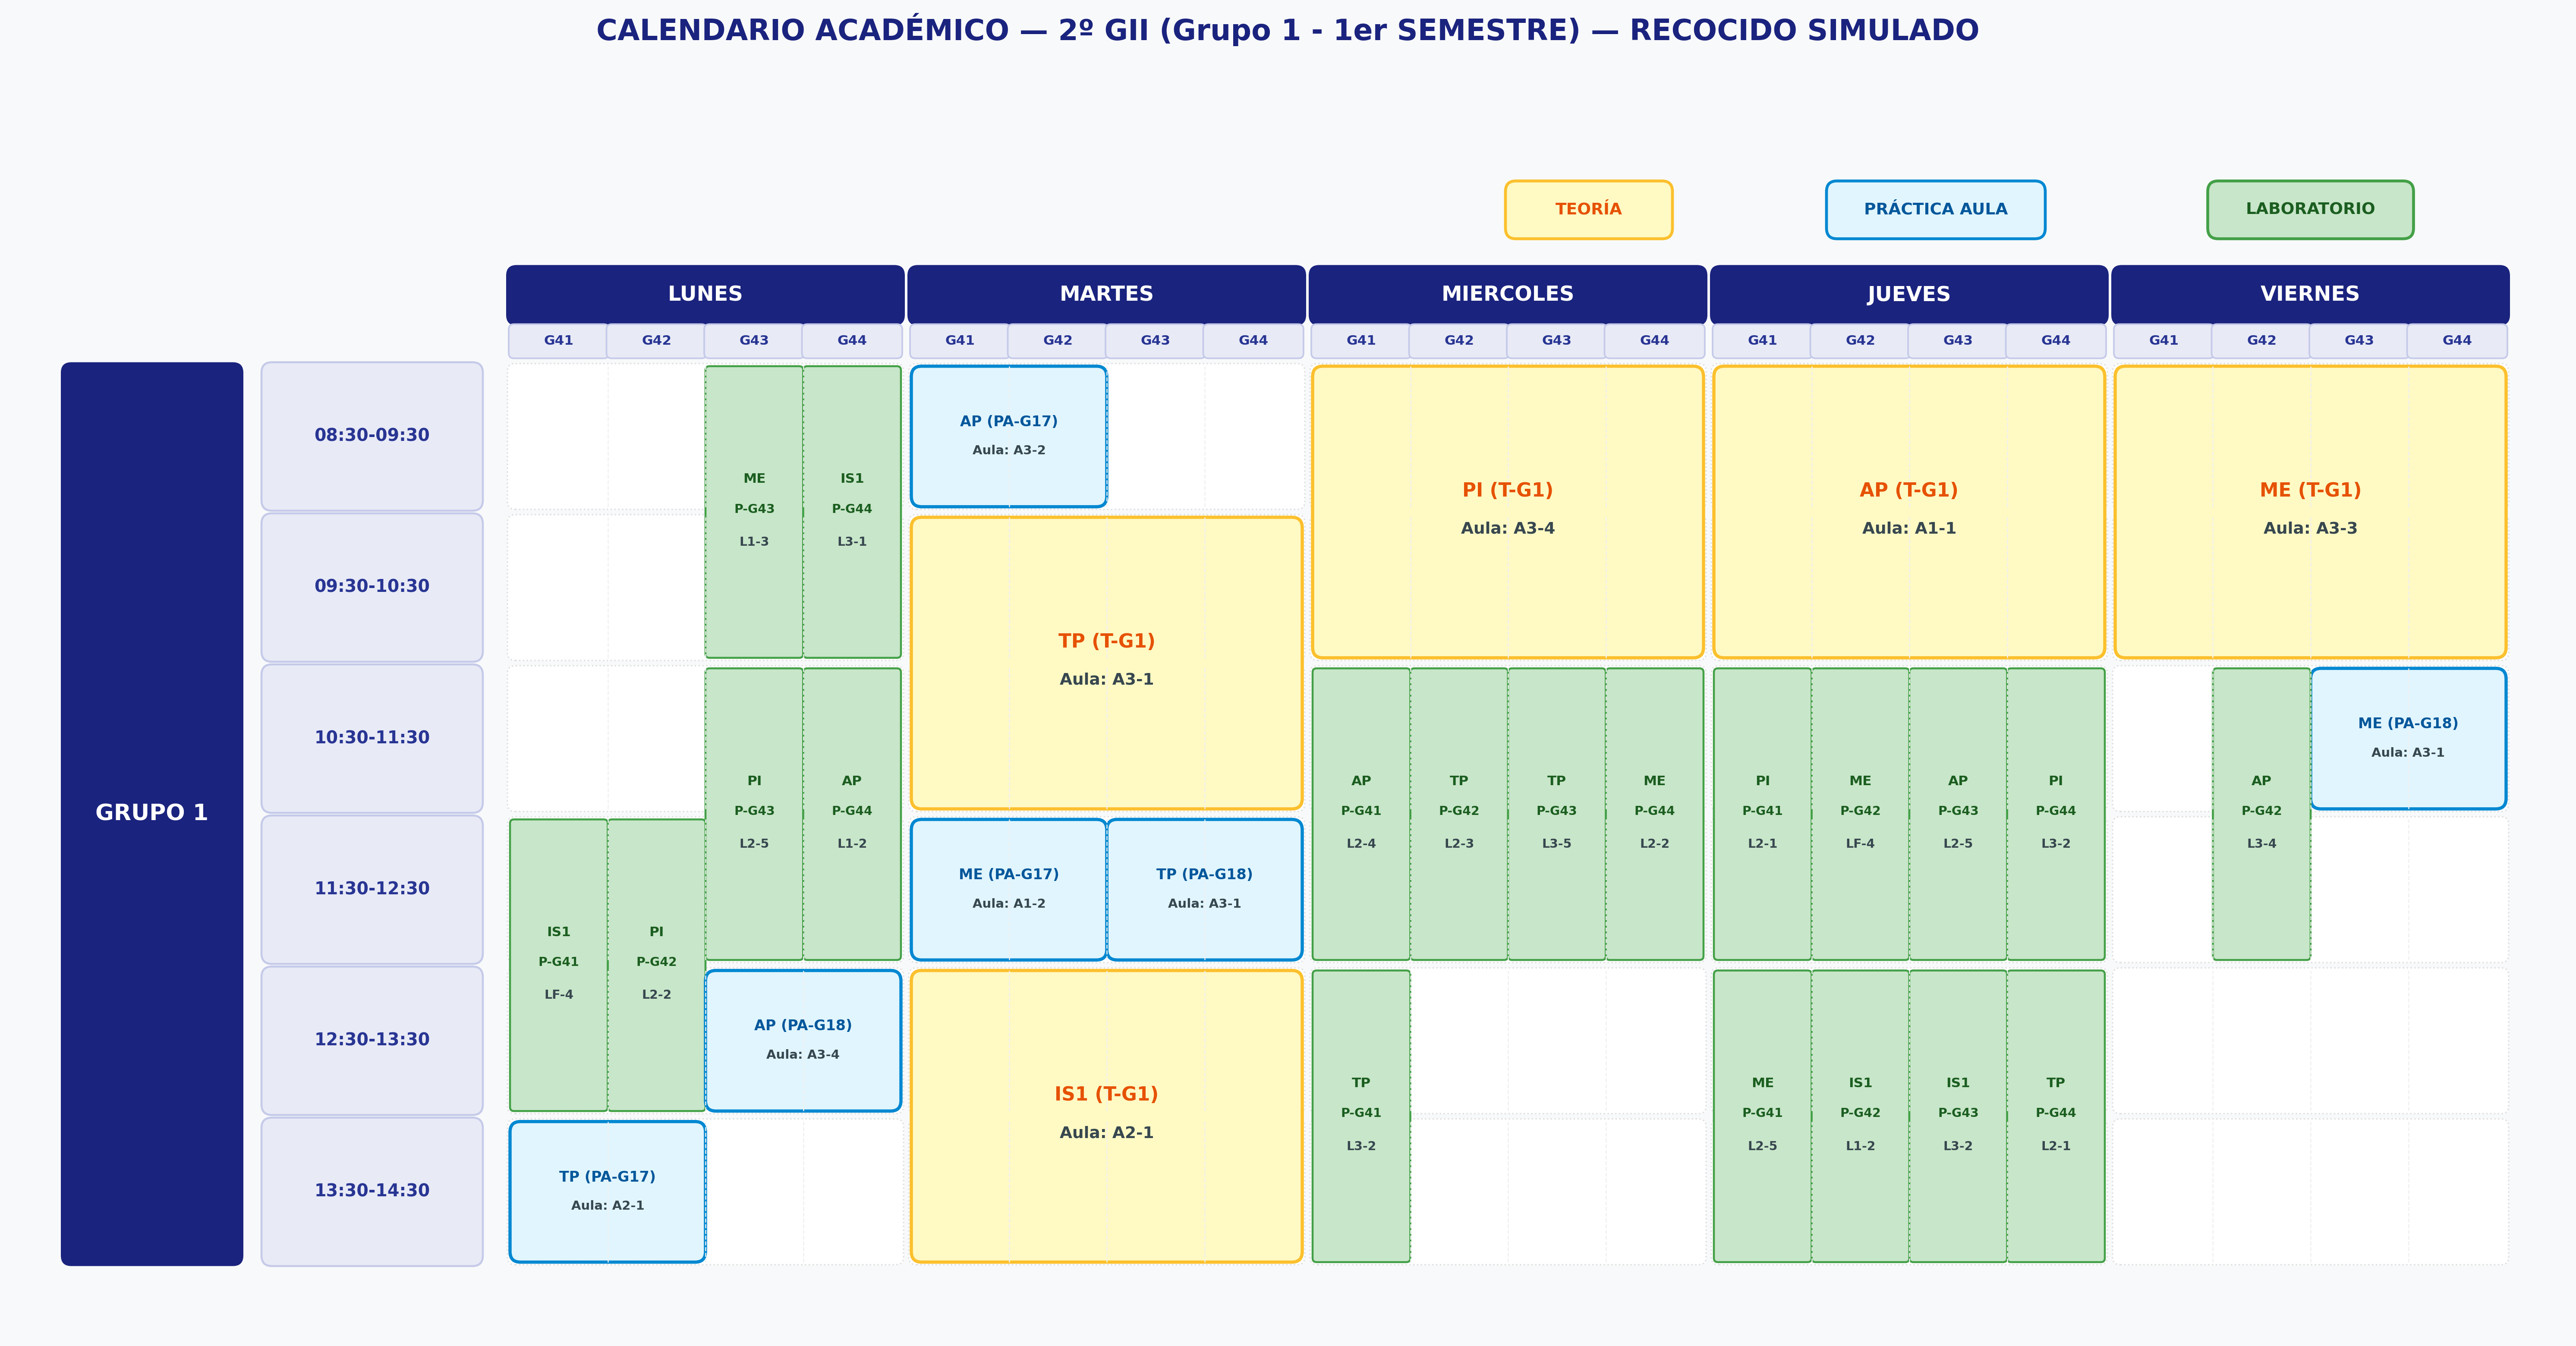 CALENDARIO ACADÉMICO — 2º GII (Grupo 1 - 1er SEMESTRE) — RECOCIDO SIMULADO
TEORÍA
PRÁCTICA AULA
LABORATORIO
LUNES
MARTES
MIERCOLES
JUEVES
VIERNES
G41
G42
G43
G44
G41
G42
G43
G44
G41
G42
G43
G44
G41
G42
G43
G44
G41
G42
G43
G44
GRUPO 1
08:30-09:30
09:30-10:30
10:30-11:30
11:30-12:30
12:30-13:30
13:30-14:30
IS1
P-G41
LF-4
PI
P-G42
L2-2
TP (PA-G17)
Aula: A2-1
ME
P-G43
L1-3
IS1
P-G44
L3-1
PI
P-G43
L2-5
AP
P-G44
L1-2
AP (PA-G18)
Aula: A3-4
AP (PA-G17)
Aula: A3-2
TP (T-G1)
Aula: A3-1
ME (PA-G17)
Aula: A1-2
TP (PA-G18)
Aula: A3-1
IS1 (T-G1)
Aula: A2-1
PI (T-G1)
Aula: A3-4
AP
P-G41
L2-4
TP
P-G42
L2-3
TP
P-G43
L3-5
ME
P-G44
L2-2
TP
P-G41
L3-2
AP (T-G1)
Aula: A1-1
PI
P-G41
L2-1
ME
P-G42
LF-4
AP
P-G43
L2-5
PI
P-G44
L3-2
ME
P-G41
L2-5
IS1
P-G42
L1-2
IS1
P-G43
L3-2
TP
P-G44
L2-1
ME (T-G1)
Aula: A3-3
AP
P-G42
L3-4
ME (PA-G18)
Aula: A3-1